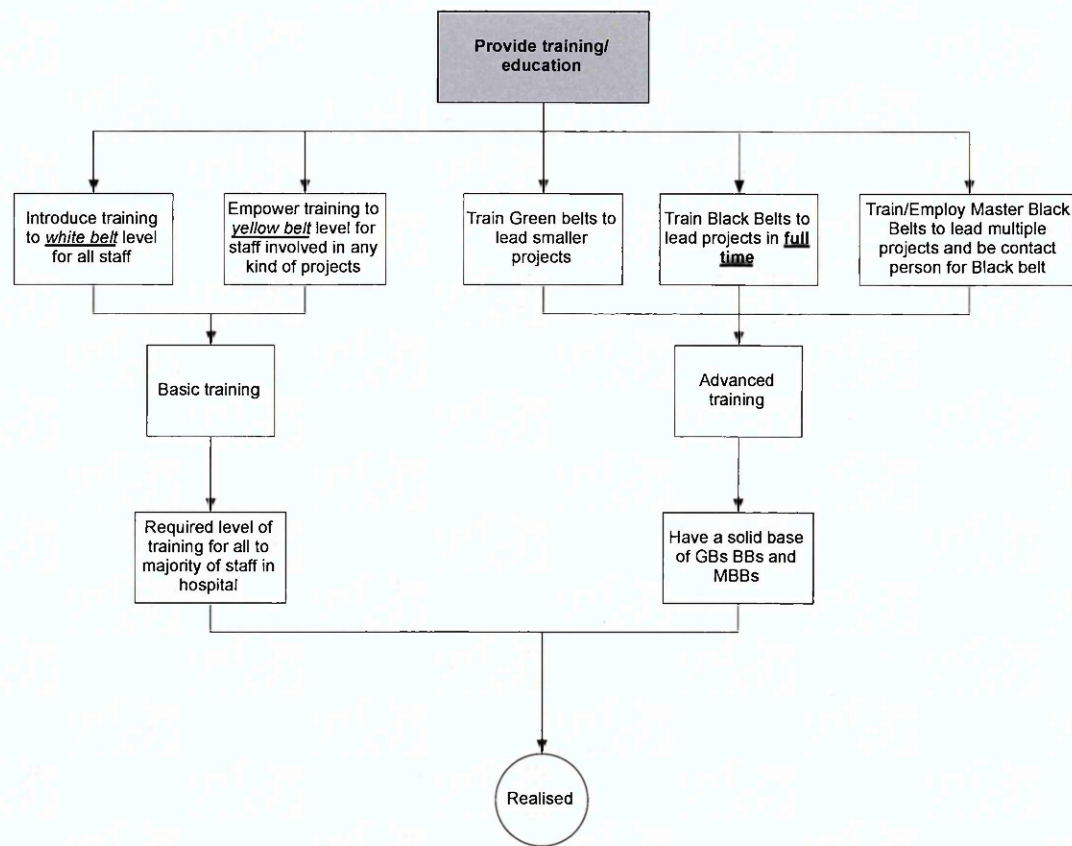 Provide training/
education
Introduce training
to white belt level
for all staff
Empower training to
yellow belt level for
staff involved in any
kind of projects
Train Green belts to
lead smaller
projects
Train Black Belts to
lead projects in full
time
Train/Employ Master Black
Belts to lead multiple
projects and be contact
person for Black belt
Basic training
Advanced
training
Required level of
training for all to
majority of staff in
hospital
Have a solid base
of GBs BBs and
MBBs
Realised